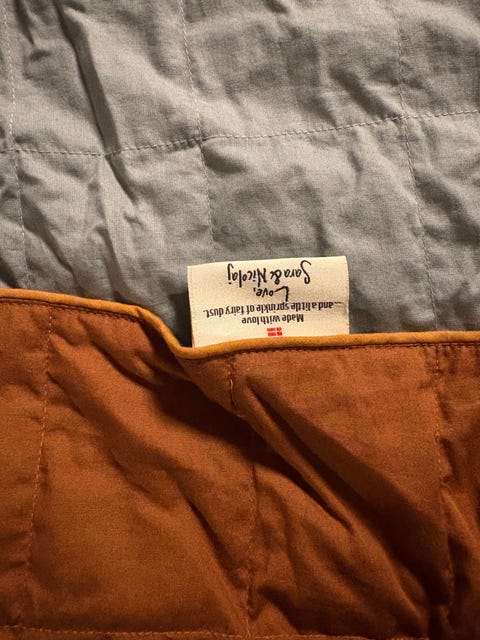 Made with love
...and a little sprinkle of fairy dust.
Love,
Sara & Nicolaj